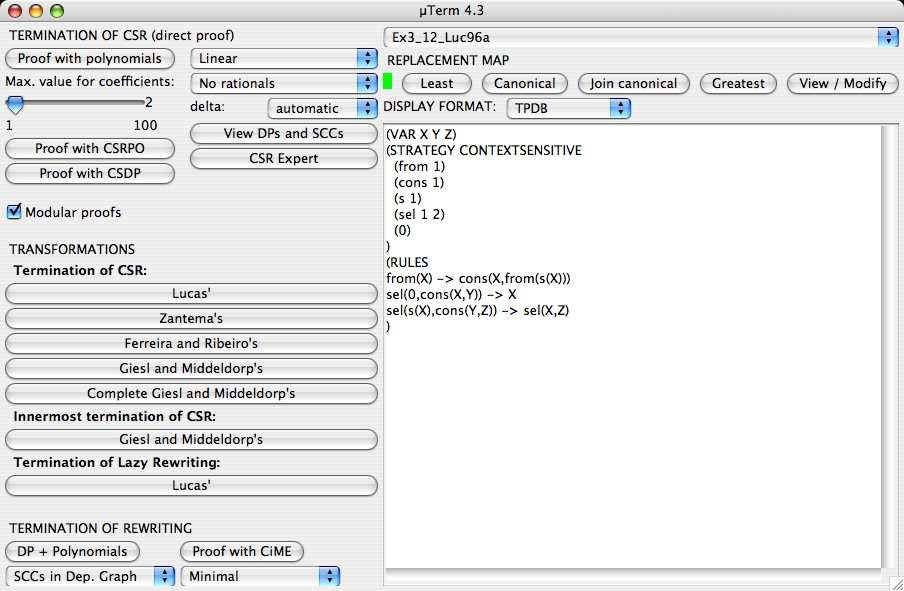 µTerm 4.3
TERMINATION OF CSR (direct proof)
Proof with polynomials
Linear
Max. value for coefficients:
No rationals
2
delta:
automatic
1
100
View DPs and SCCs
Proof with CSRPO
CSR Expert
Proof with CSDP
Modular proofs
TRANSFORMATIONS
Termination of CSR:
Lucas'
Zantema's
Ferreira and Ribeiro's
Giesl and Middeldorp's
Complete Giesl and Middeldorp's
Innermost termination of CSR:
Giesl and Middeldorp's
Termination of Lazy Rewriting:
Lucas'
TERMINATION OF REWRITING
DP + Polynomials
Proof with CiME
SCCs in Dep. Graph
Minimal
Ex3_12_Luc96a
REPLACEMENT MAP
Least
Canonical
Join canonical
Greatest
View / Modify
DISPLAY FORMAT:
TPDB
(VAR X Y Z)
(STRATEGY CONTEXTSENSITIVE
(from 1)
(cons 1)
(s 1)
(sel 1 2)
(0)
)
(RULES
from(X) -> cons(X,from(s(X)))
sel(0,cons(X,Y)) -> X
sel(s(X),cons(Y,Z)) -> sel(X,Z)
)